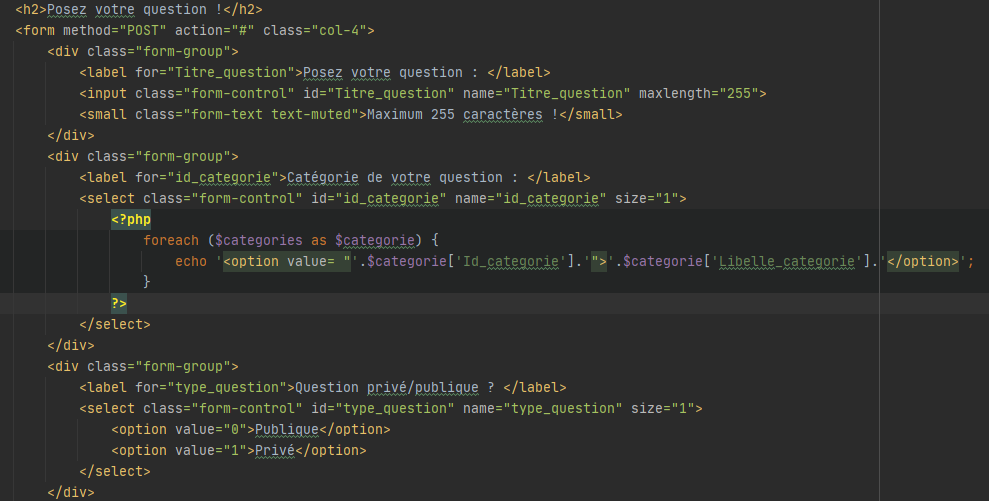 <h2>Posez votre question !</h2>
<form method="POST" action="#" class="col-4">
<div class="form-group">
<label for="Titre_question">Posez votre question : </label>
<input class="form-control" id="Titre_question" name="Titre_question" maxlength="255">
<small class="form-text text-muted">Maximum 255 caractères !</small>
</div>
<div class="form-group">
<label for="id_categorie">Catégorie de votre question : </label>
<select class="form-control" id="id_categorie" name="id_categorie" size="1">
<?php
foreach ($categories as $categorie) {
echo '<option value= "'.$categorie['Id_categorie'].'">'.$categorie['Libelle_categorie'].'</option>';
}
?>
</select>
</div>
<div class="form-group">
<label for="type_question">Question privé/publique ? </label>
<select class="form-control" id="type_question" name="type_question" size="1">
<option value="0">Publique</option>
<option value="1">Privé</option>
</select>
</div>